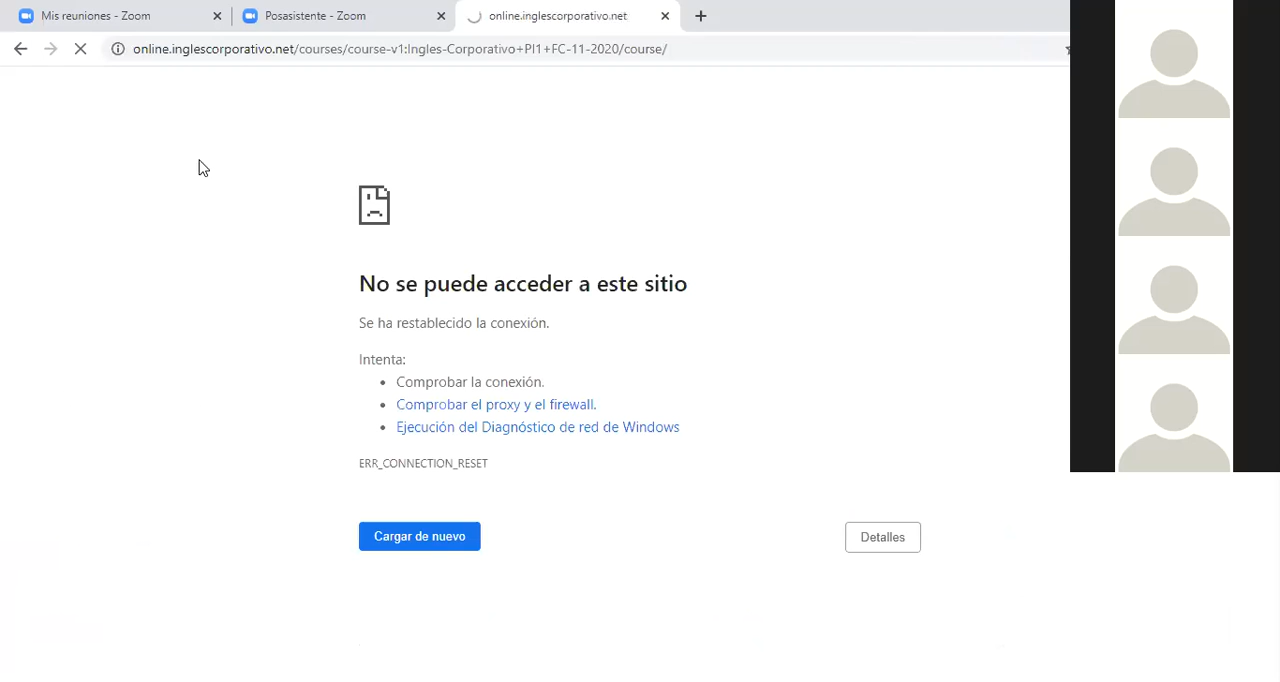 Mis reuniones - Zoom
Posasistente - Zoom
online.inglescorporativo.net
online.inglescorporativo.net/courses/course-v1:Ingles-Corporativo+PI1+FC-11-2020/course/
No se puede acceder a este sitio
Se ha restablecido la conexión.
Intenta:
Comprobar la conexión.
Comprobar el proxy y el firewall.
Ejecución del Diagnóstico de red de Windows
ERR_CONNECTION_RESET
Cargar de nuevo
Detalles